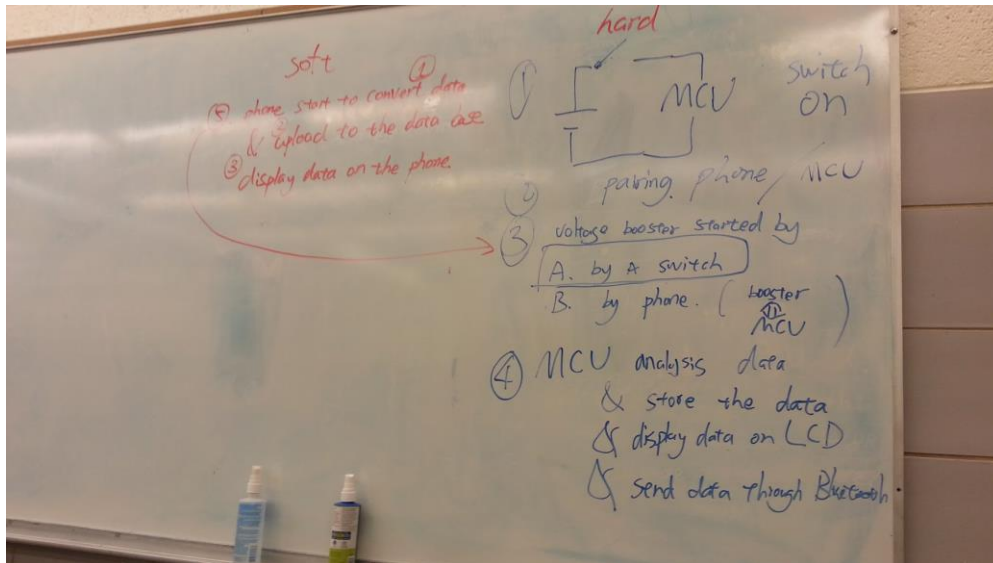 soft
① phone start to convert data
& ② upload to the data
③ display data on the phone.
hard
① MCU switch
on
② pairing phone / MCU
③ voltage booster started by
A. by A switch
B. by phone. ( booster
MCU )
④ MCU analysis data
& store the data
& display data on LCD
& send data through Bluetooth